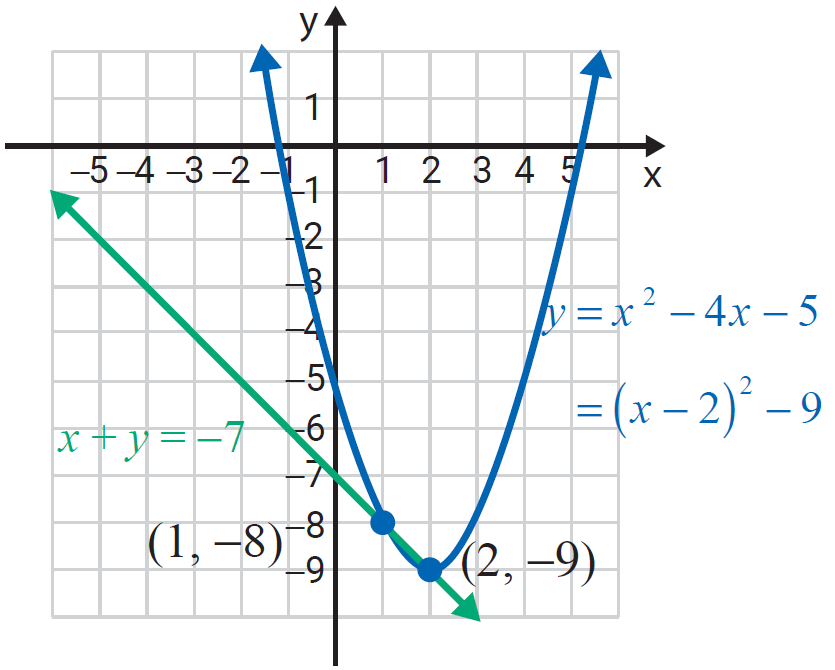 y
1
–5 –4 –3 –2 –1 1 2 3 4 5
x
–1
–2
–3
–4
–5
–6
–7
–8
–9
y = x² – 4x – 5
= (x – 2)² – 9
x + y = –7
(1, –8)
(2, –9)